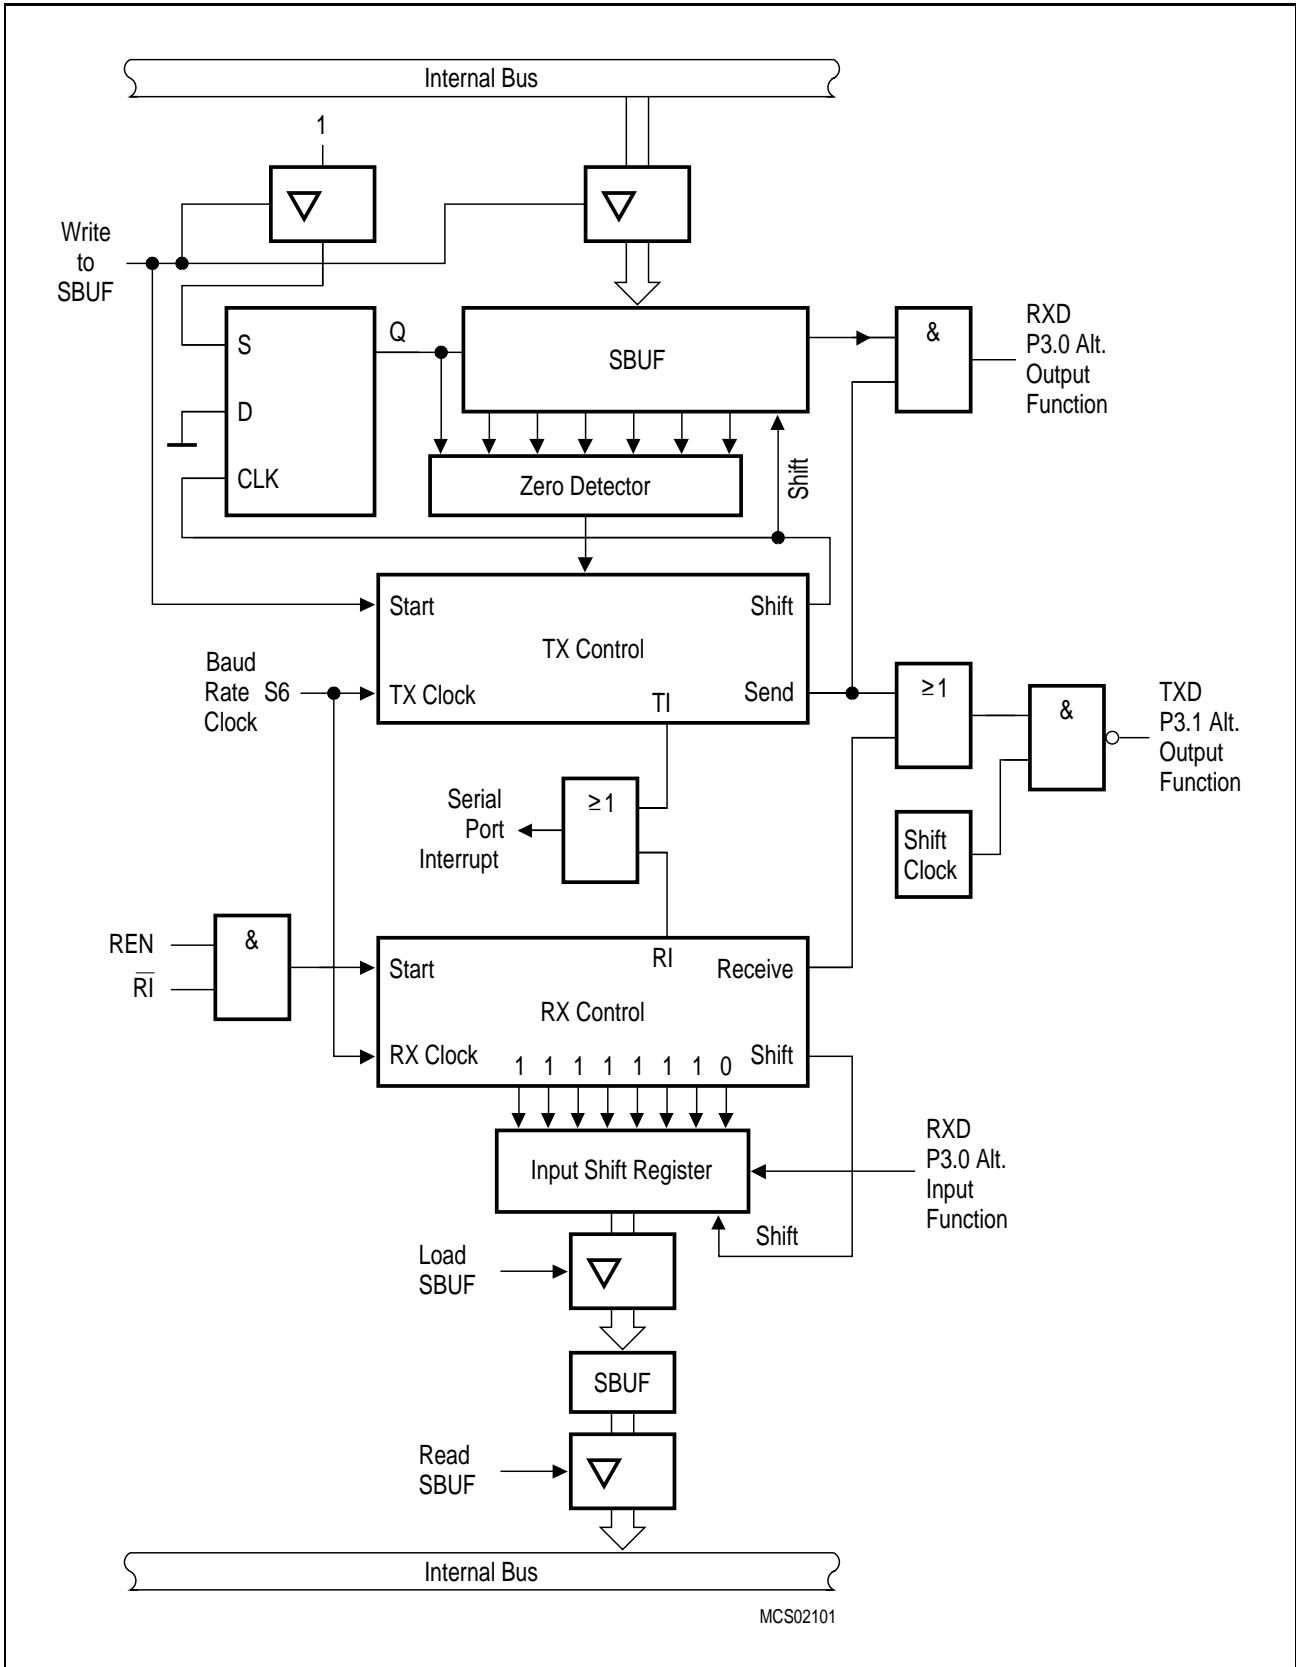 Internal Bus
1
Write
to
SBUF
S
D
CLK
Q
SBUF
&
RXD
P3.0 Alt.
Output
Function
Zero Detector
Shift
Start
Shift
TX Control
Baud
Rate S6
Clock
TX Clock
TI
Send
≥1
&
TXD
P3.1 Alt.
Output
Function
Serial
Port
Interrupt
≥1
Shift
Clock
REN
R̅I̅
&
Start
RI
Receive
RX Control
RX Clock
1 1 1 1 1 1 1 0
Shift
Input Shift Register
RXD
P3.0 Alt.
Input
Function
Shift
Load
SBUF
SBUF
Read
SBUF
Internal Bus
MCS02101